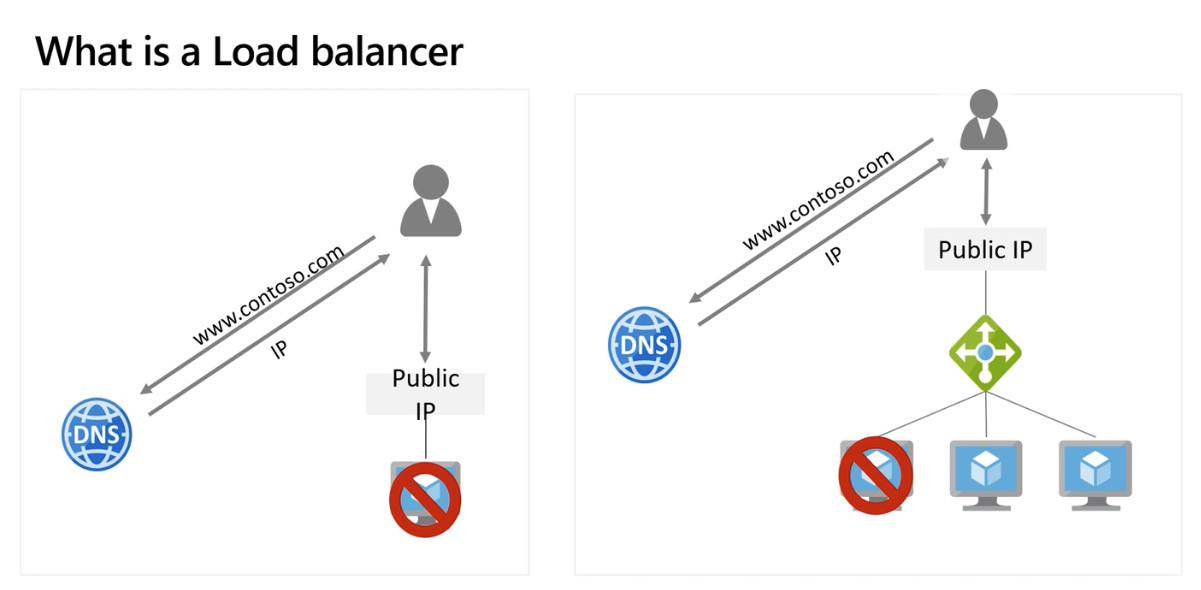 What is a Load balancer
www.contoso.com
IP
DNS
Public
IP
www.contoso.com
IP
DNS
Public IP